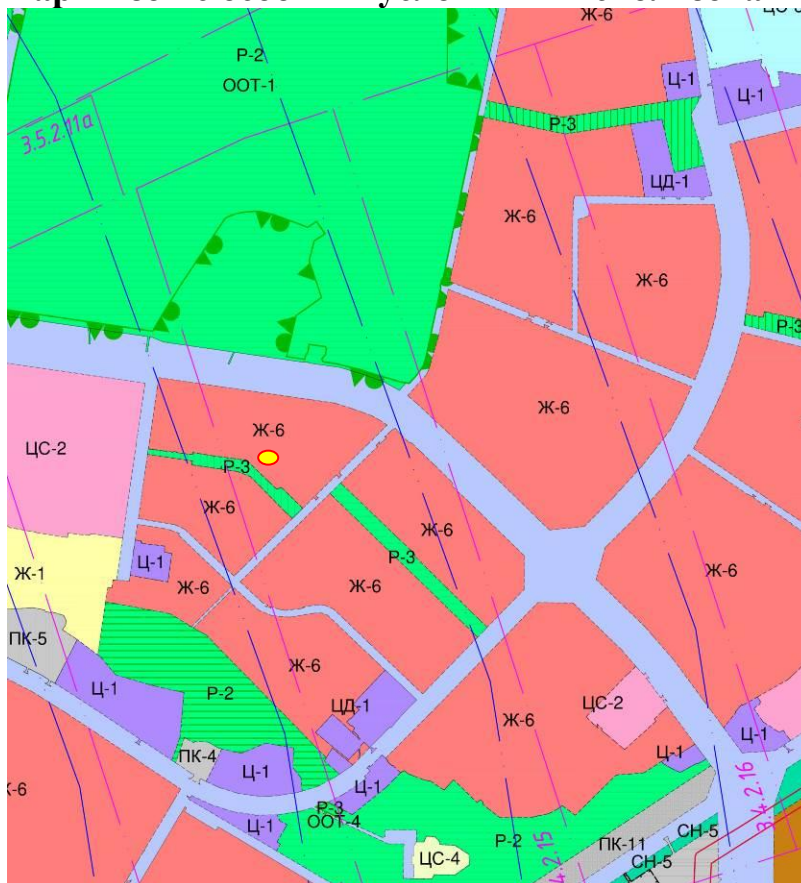 Р-2
ООТ-1
3.5.2.11а
Ц-1
Ц-1
Р-3
ЦД-1
Ж-6
Ж-6
Р-3
Ж-6
Ж-6
ЦС-2
Р-3
Ж-6
Ж-6
Р-3
Ц-1
Ж-6
Ж-6
Ж-6
Ж-1
ПК-5
Ж-6
Ц-1
Р-2
ЦД-1
Ж-6
ЦС-2
Ц-1
Ц-1
ПК-4
Ц-1
Ц-1
Р-3
ООТ-4
Ц-1
Р-2
ПК-11
СН-5
СН-5
ЦС-4
3.4.2.16
4.2.15